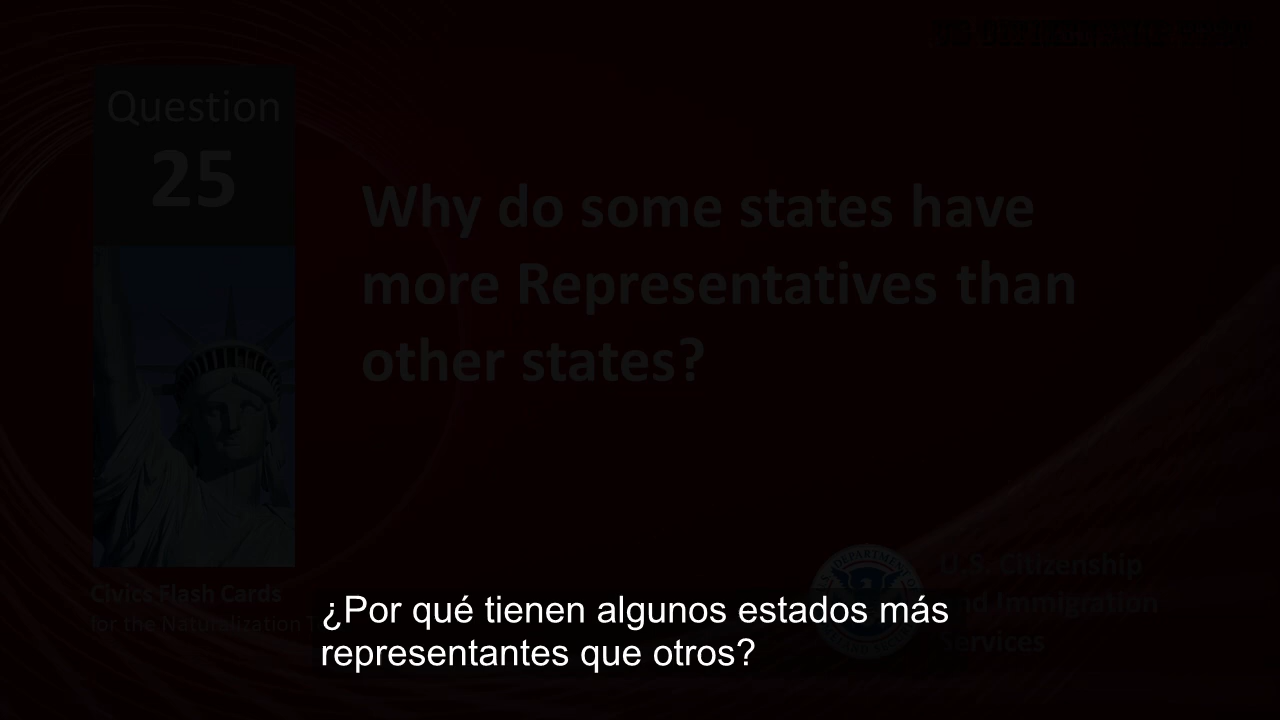 Question
25
Why do some states have
more Representatives than
other states?
U.S. Citizenship
and Immigration
Services
Civics Flash Cards
for the Naturalization
¿Por qué tienen algunos estados más
representantes que otros?